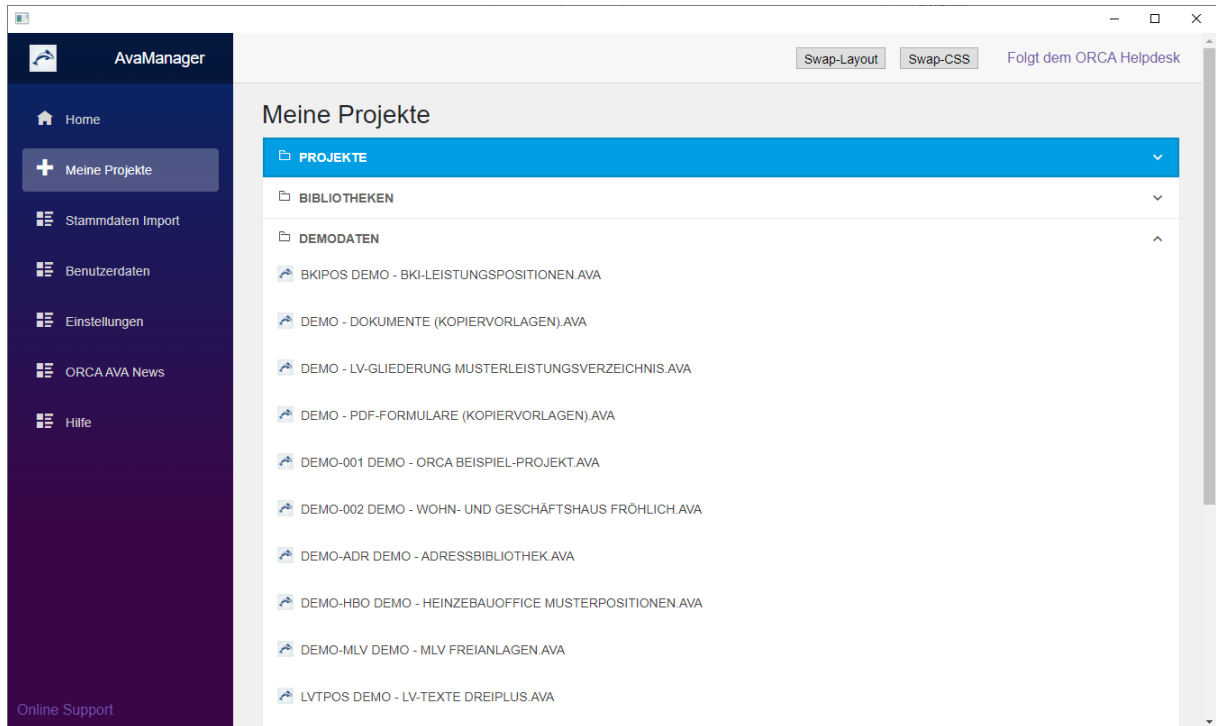 AvaManager
Swap-Layout
Swap-CSS
Folgt dem ORCA Helpdesk
Home
Meine Projekte
Stammdaten Import
Benutzerdaten
Einstellungen
ORCA AVA News
Hilfe
Online Support
Meine Projekte
PROJEKTE
BIBLIOTHEKEN
DEMODATEN
BKIPOS DEMO - BKI-LEISTUNGSPOSITIONEN.AVA
DEMO - DOKUMENTE (KOPIERVORLAGEN).AVA
DEMO - LV-GLIEDERUNG MUSTERLEISTUNGSVERZEICHNIS.AVA
DEMO - PDF-FORMULARE (KOPIERVORLAGEN).AVA
DEMO-001 DEMO - ORCA BEISPIEL-PROJEKT.AVA
DEMO-002 DEMO - WOHN- UND GESCHÄFTSHAUS FRÖHLICH.AVA
DEMO-ADR DEMO - ADRESSBIBLIOTHEK.AVA
DEMO-HBO DEMO - HEINZEBAUOFFICE MUSTERPOSITIONEN.AVA
DEMO-MLV DEMO - MLV FREIANLAGEN.AVA
LVTPOS DEMO - LV-TEXTE DREIPLUS.AVA